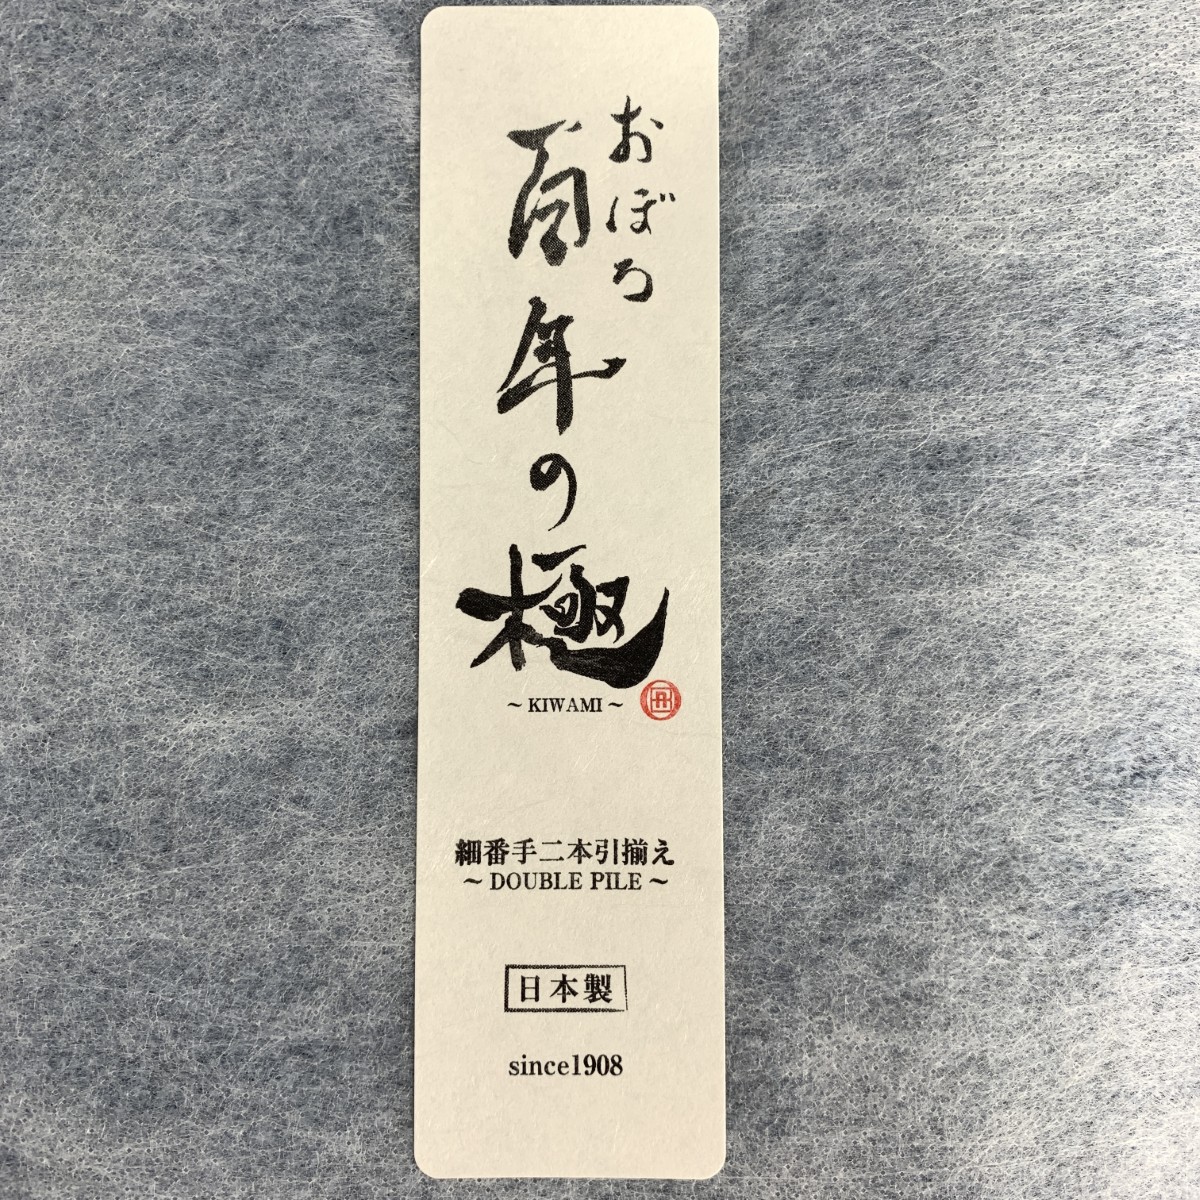 おぼろ
百年の極
~ KIWAMI ~
細番手二本引揃え
~ DOUBLE PILE ~
日本製
since1908